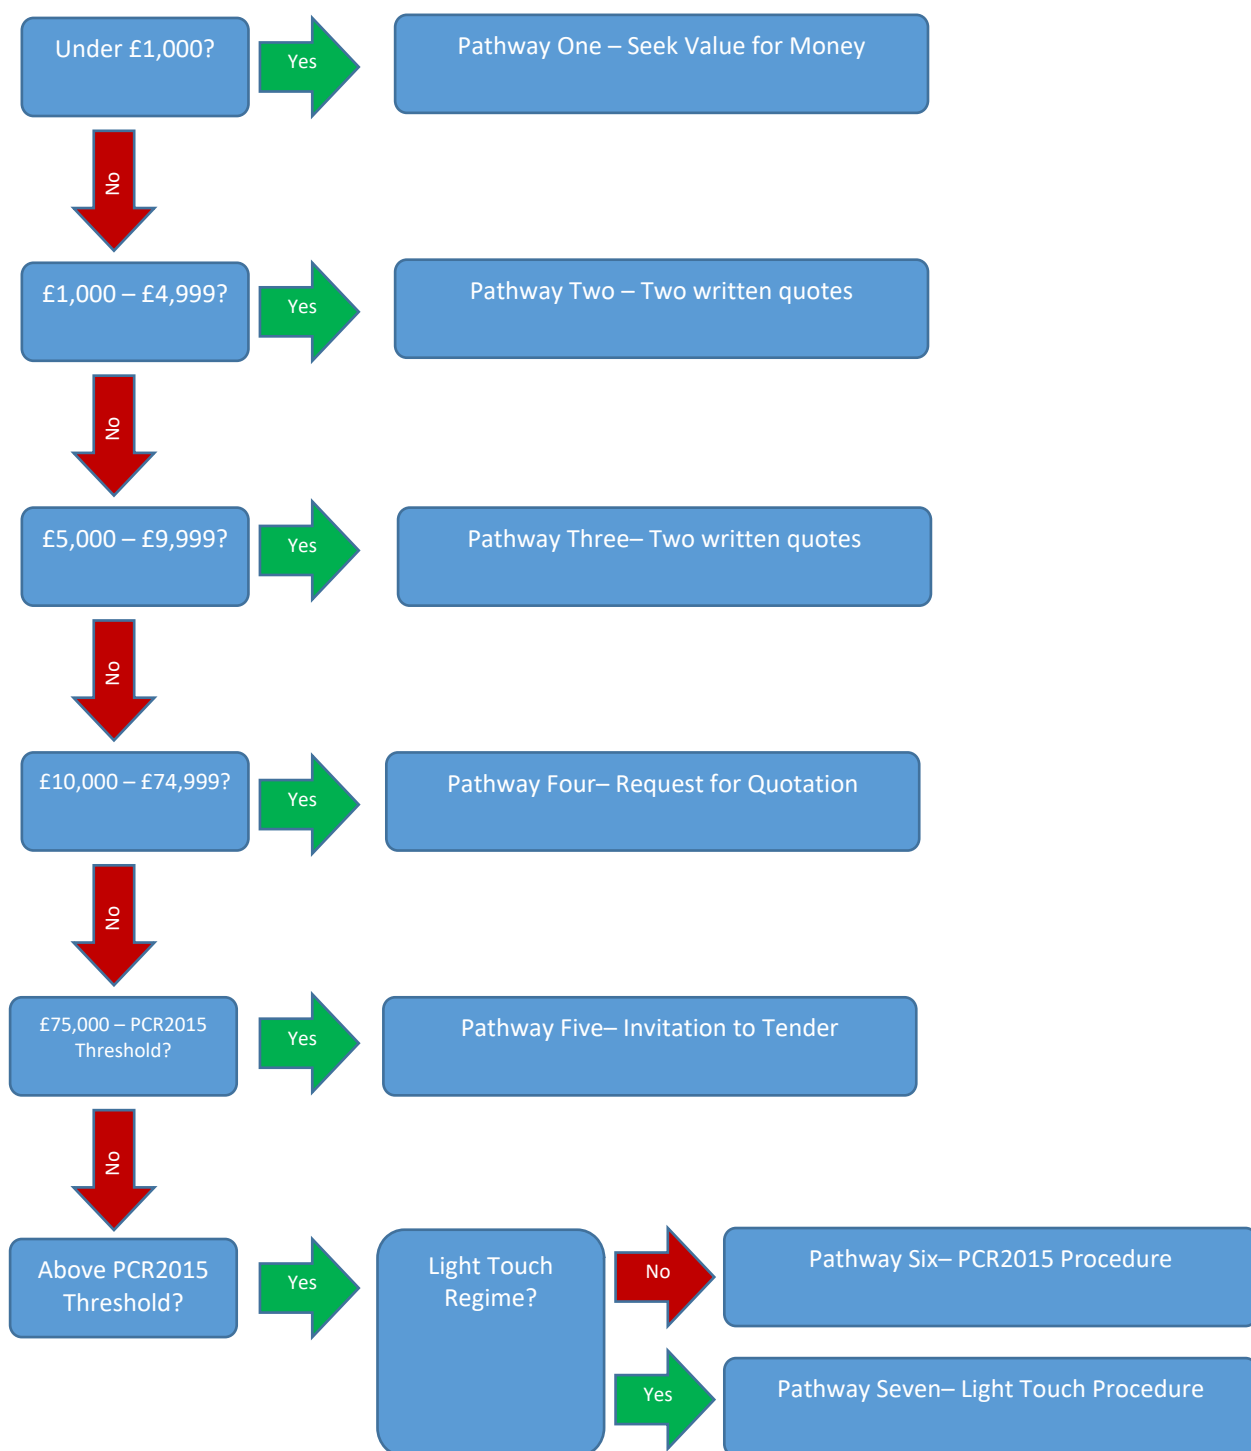 Under £1,000?
Yes
Pathway One – Seek Value for Money
No
£1,000 – £4,999?
Yes
Pathway Two – Two written quotes
No
£5,000 – £9,999?
Yes
Pathway Three– Two written quotes
No
£10,000 – £74,999?
Yes
Pathway Four– Request for Quotation
No
£75,000 – PCR2015
Threshold?
Yes
Pathway Five– Invitation to Tender
No
Above PCR2015
Threshold?
Yes
Light Touch
Regime?
No
Pathway Six– PCR2015 Procedure
Yes
Pathway Seven– Light Touch Procedure